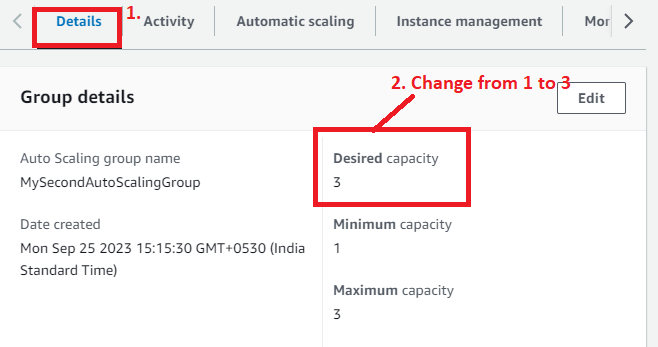 Details
1.
Activity
Automatic scaling
Instance management
Mor
2. Change from 1 to 3
Group details
Edit
Auto Scaling group name
MySecondAutoScalingGroup
Date created
Mon Sep 25 2023 15:15:30 GMT+0530 (India
Standard Time)
Desired capacity
3
Minimum capacity
1
Maximum capacity
3